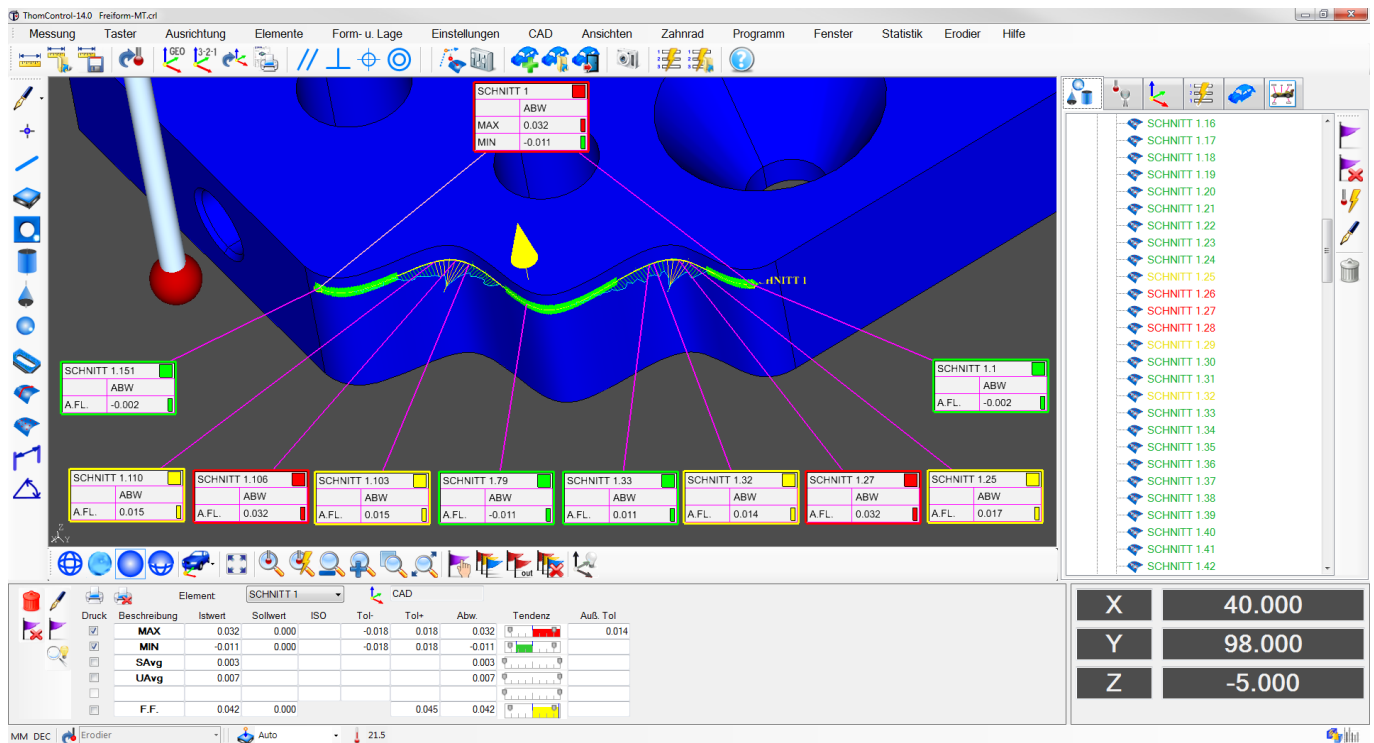 ThomControl-14.0 Freiform-MT.crl
Messung Taster Ausrichtung Elemente Form- u. Lage Einstellungen CAD Ansichten Zahnrad Programm Fenster Statistik Erodier Hilfe
GEO 3-2-1
SCHNITT 1
ABW
MAX 0.032
MIN -0.011
HNITT 1
SCHNITT 1.151
ABW
A.FL. -0.002
SCHNITT 1.1
ABW
A.FL. -0.002
SCHNITT 1.110
ABW
A.FL. 0.015
SCHNITT 1.106
ABW
A.FL. 0.032
SCHNITT 1.103
ABW
A.FL. 0.015
SCHNITT 1.79
ABW
A.FL. -0.011
SCHNITT 1.33
ABW
A.FL. 0.011
SCHNITT 1.32
ABW
A.FL. 0.014
SCHNITT 1.27
ABW
A.FL. 0.032
SCHNITT 1.25
ABW
A.FL. 0.017
Z
X Y
out
SCHNITT 1.16
SCHNITT 1.17
SCHNITT 1.18
SCHNITT 1.19
SCHNITT 1.20
SCHNITT 1.21
SCHNITT 1.22
SCHNITT 1.23
SCHNITT 1.24
SCHNITT 1.25
SCHNITT 1.26
SCHNITT 1.27
SCHNITT 1.28
SCHNITT 1.29
SCHNITT 1.30
SCHNITT 1.31
SCHNITT 1.32
SCHNITT 1.33
SCHNITT 1.34
SCHNITT 1.35
SCHNITT 1.36
SCHNITT 1.37
SCHNITT 1.38
SCHNITT 1.39
SCHNITT 1.40
SCHNITT 1.41
SCHNITT 1.42
Element SCHNITT 1 CAD
Druck Beschreibung Istwert Sollwert ISO Tol- Tol+ Abw. Tendenz Auß. Tol
MAX 0.032 0.000 -0.018 0.018 0.032 0.014
MIN -0.011 0.000 -0.018 0.018 -0.011
SAvg 0.003 0.003
UAvg 0.007 0.007
F.F. 0.042 0.000 0.045 0.042
X 40.000
Y 98.000
Z -5.000
MM DEC Erodier Auto 21.5